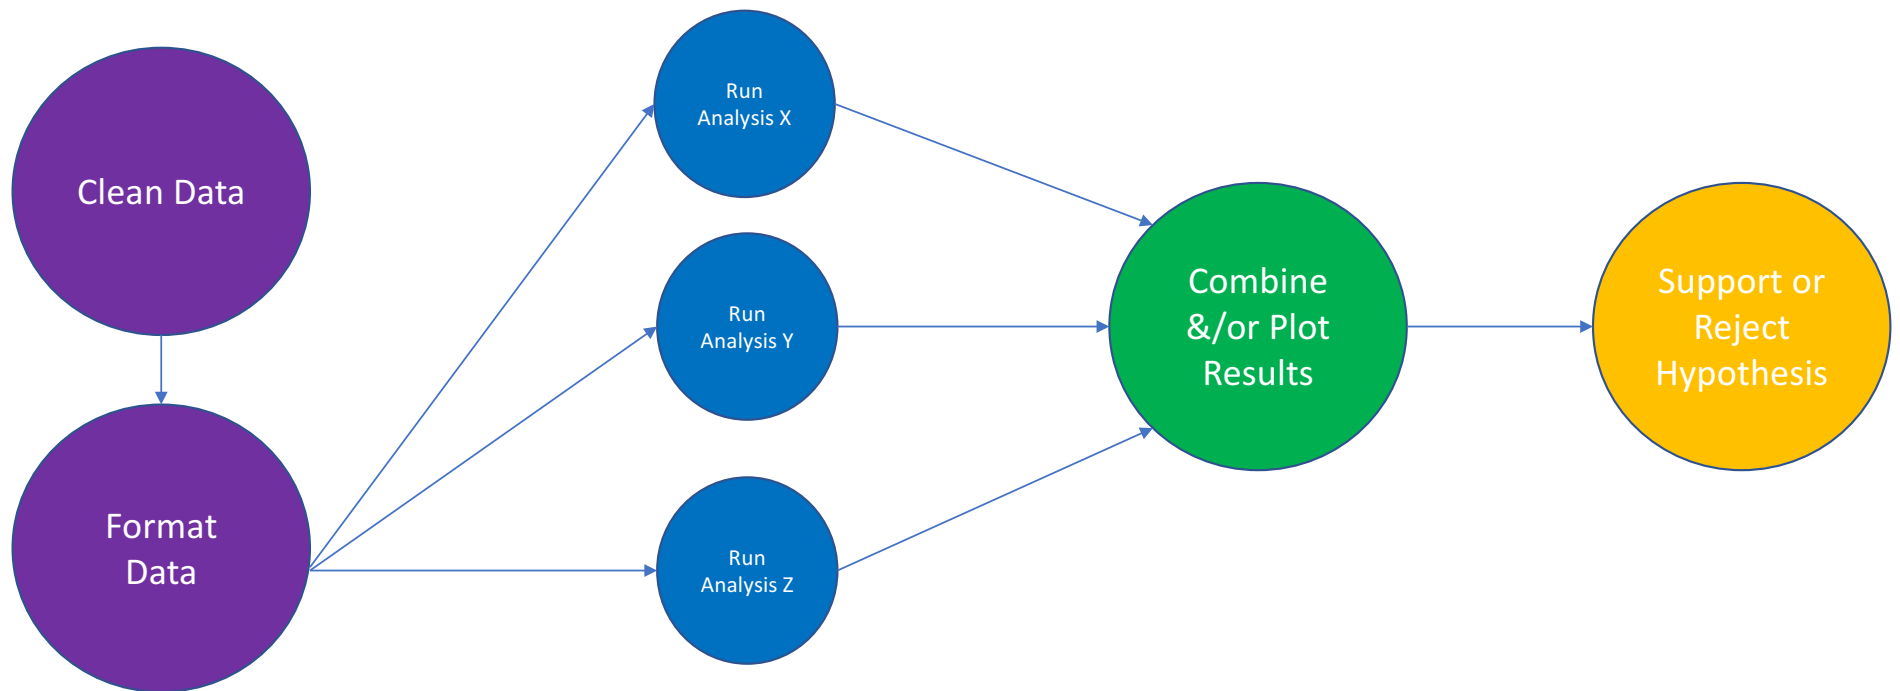 Clean Data
Format
Data
Run
Analysis X
Run
Analysis Y
Run
Analysis Z
Combine
&/or Plot
Results
Support or
Reject
Hypothesis